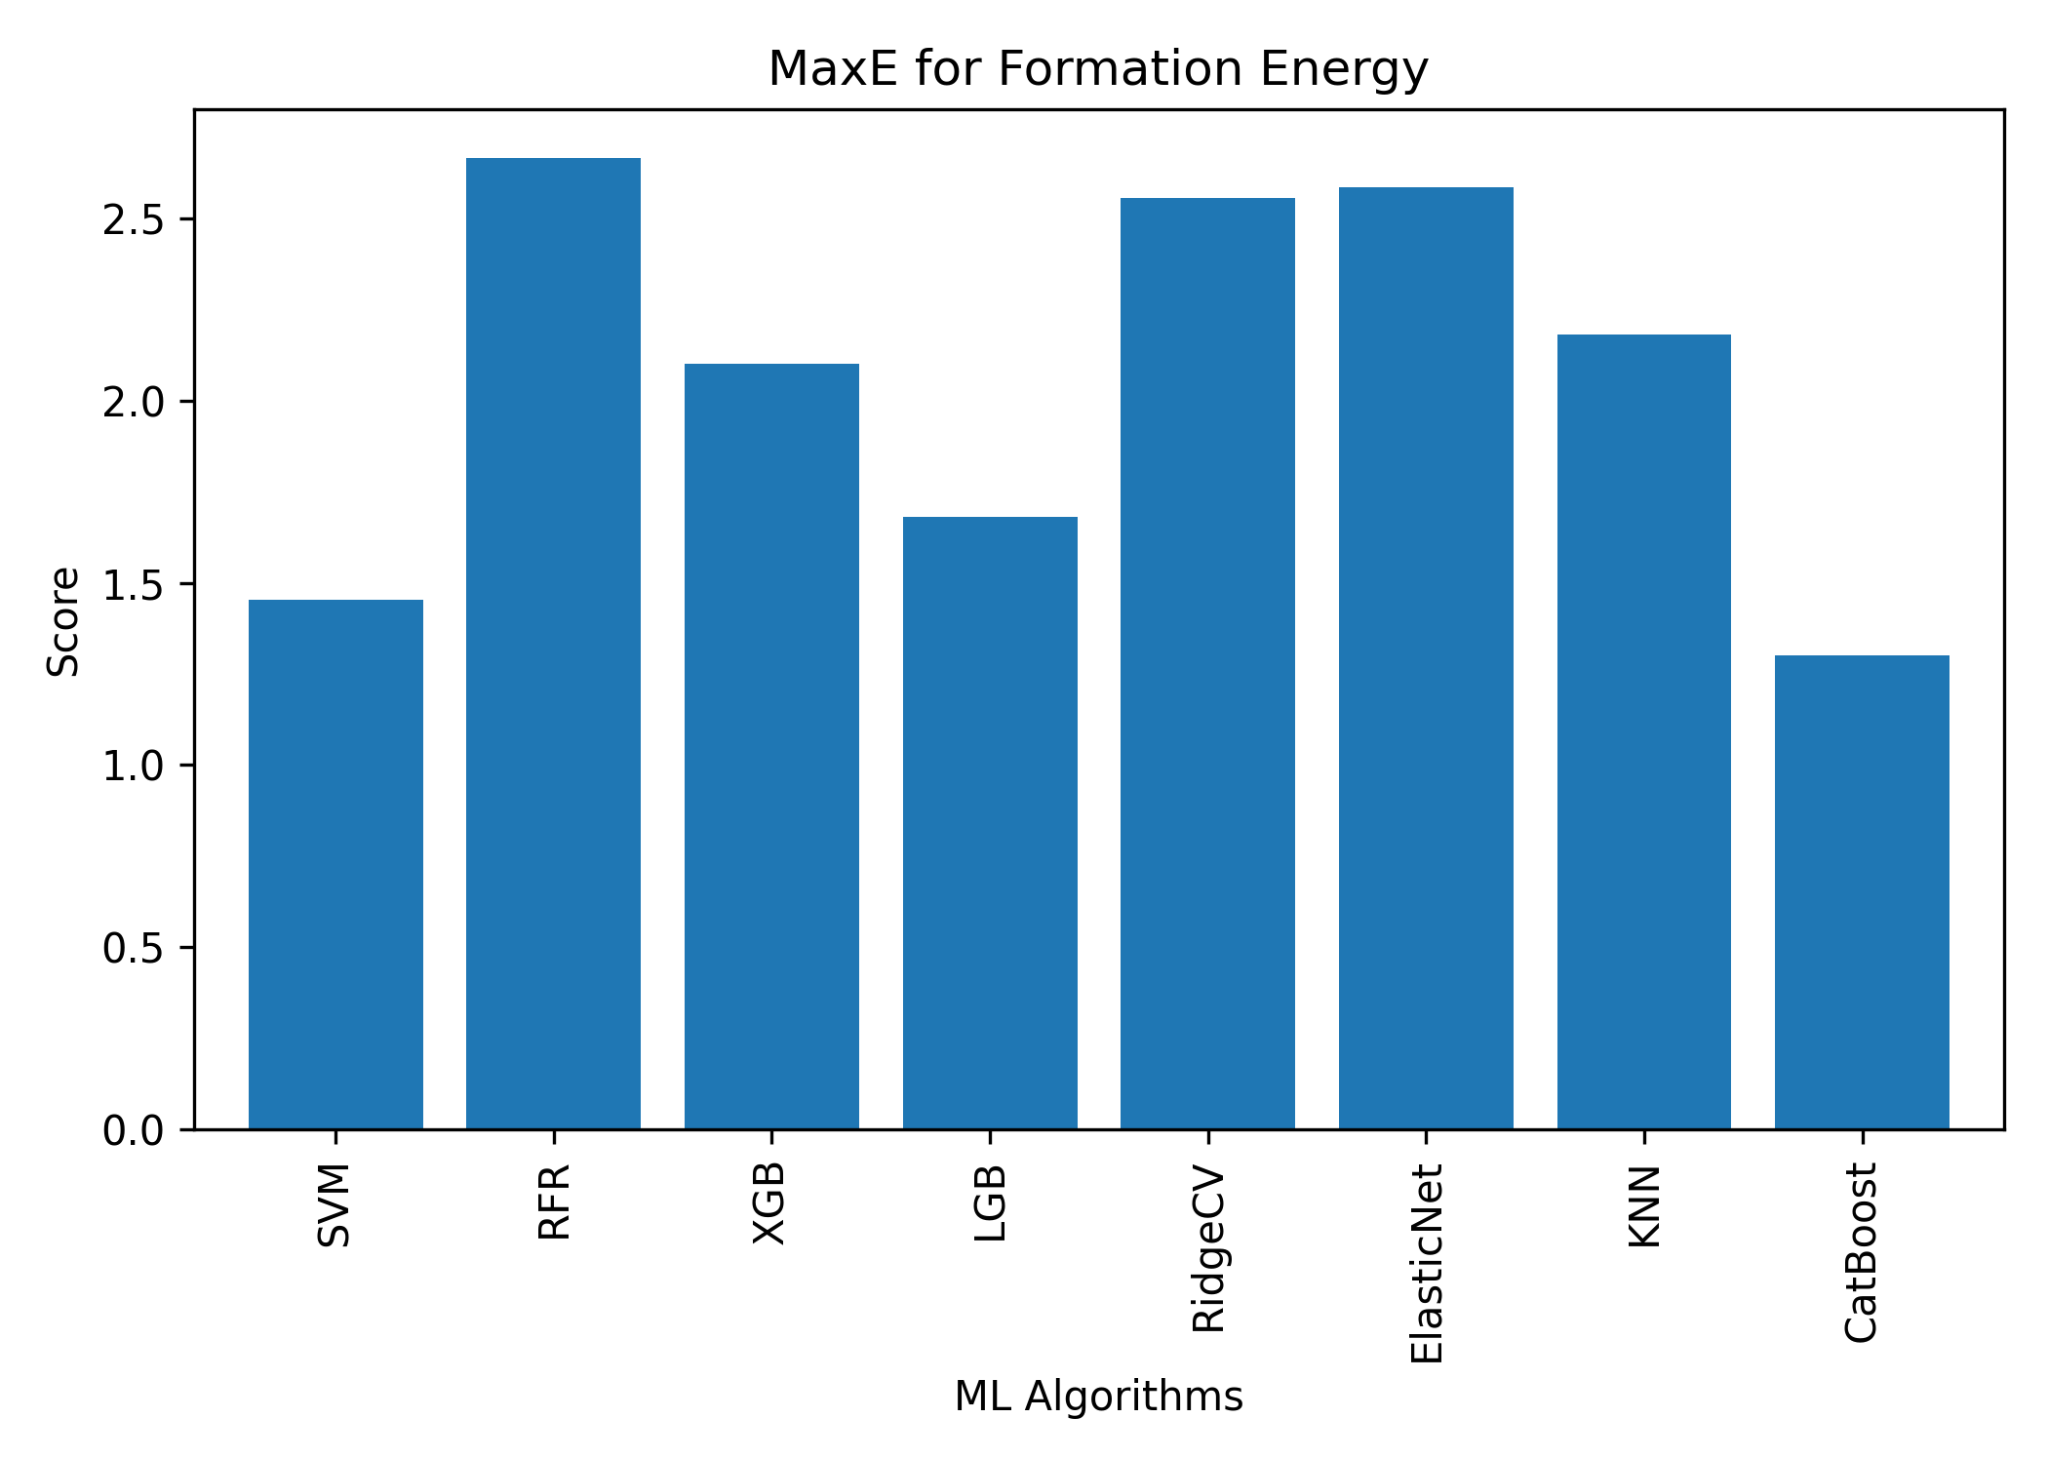 MaxE for Formation Energy
Score
2.5
2.0
1.5
1.0
0.5
0.0
SVM
RFR
XGB
LGB
RidgeCV
ElasticNet
KNN
CatBoost
ML Algorithms